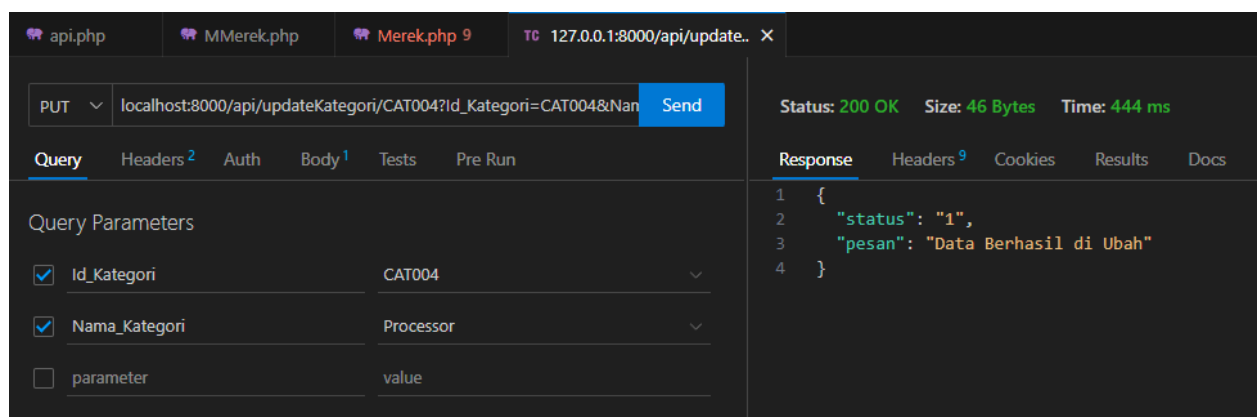 api.php MMerek.php Merek.php 9 TC 127.0.0.1:8000/api/update.. ×
PUT localhost:8000/api/updateKategori/CAT004?Id_Kategori=CAT004&Nam Send
Query Headers 2 Auth Body 1 Tests Pre Run
Query Parameters
Id_Kategori CAT004
Nama_Kategori Processor
parameter value
Status: 200 OK Size: 46 Bytes Time: 444 ms
Response Headers 9 Cookies Results Docs
1 {
2 "status": "1",
3 "pesan": "Data Berhasil di Ubah"
4 }